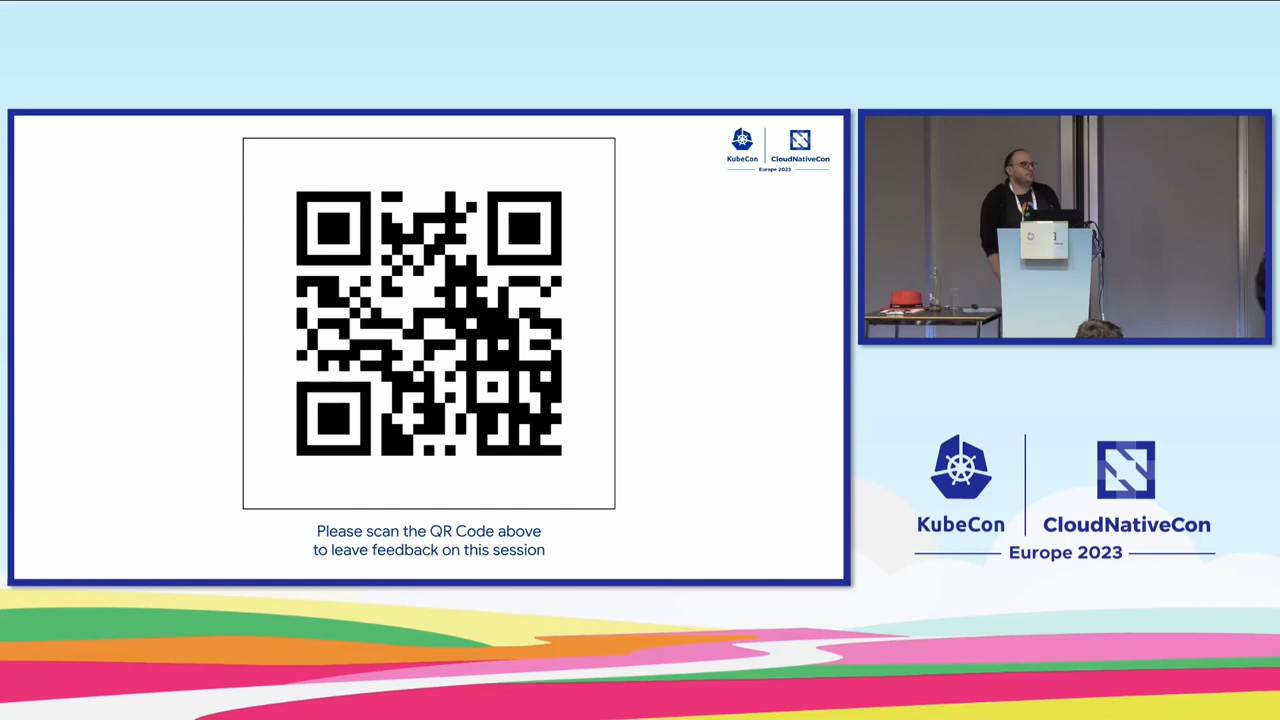 KubeCon
CloudNativeCon
Europe 2023
Please scan the QR Code above
to leave feedback on this session
KubeCon
CloudNativeCon
Europe 2023